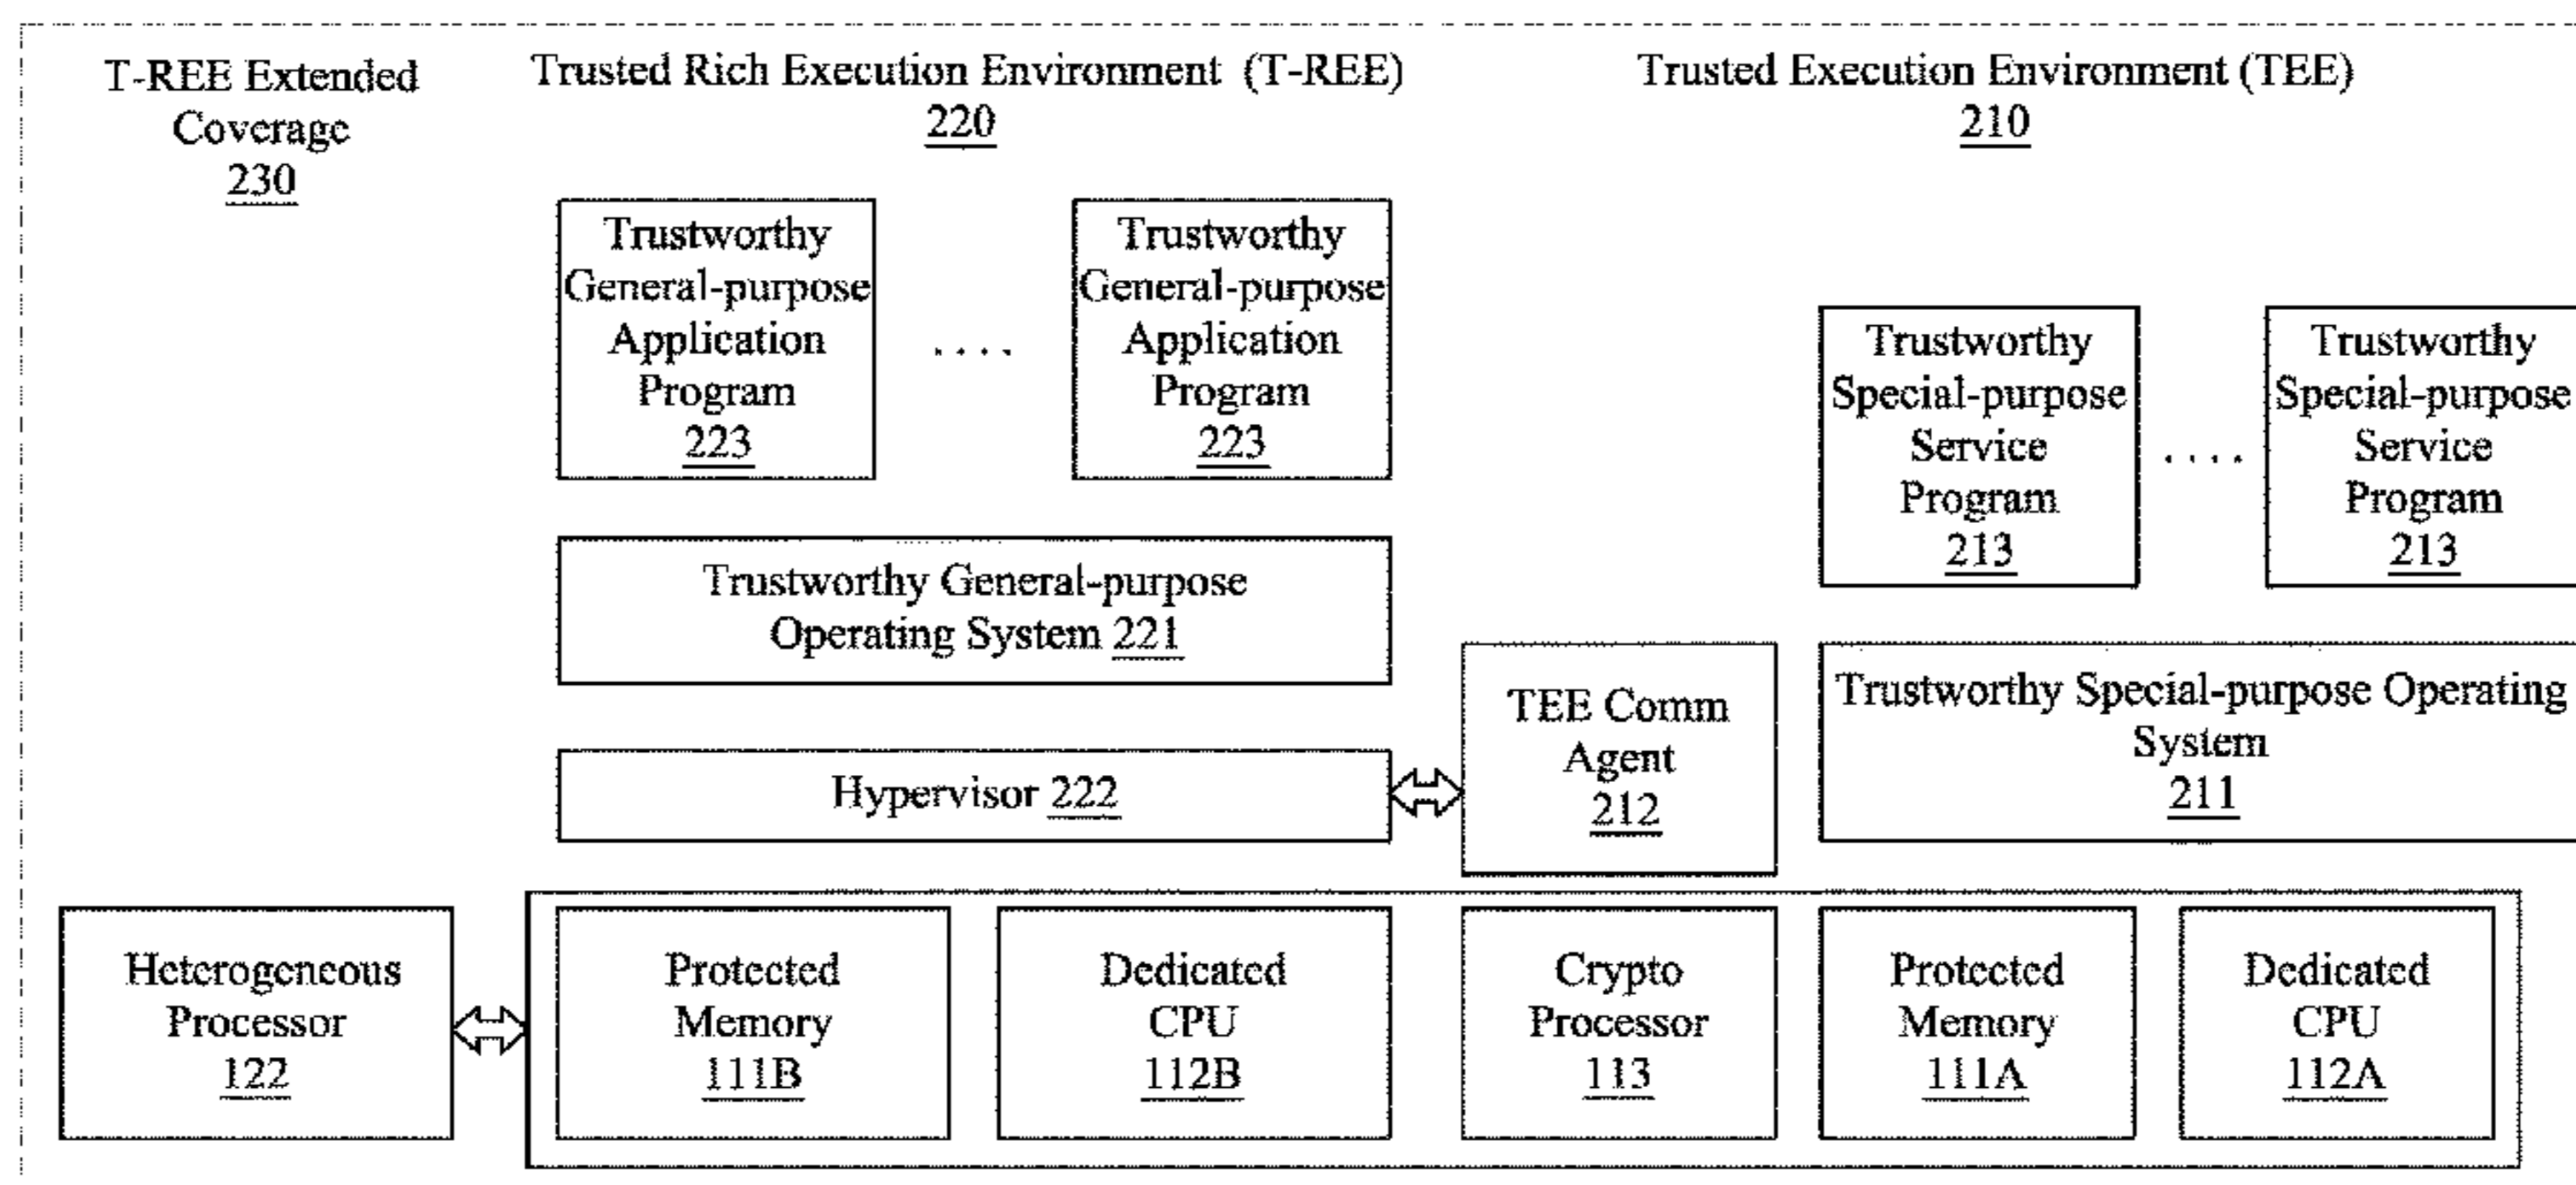 T-REE Extended
Coverage
230
Trusted Rich Execution Environment (T-REE)
220
Trusted Execution Environment (TEE)
210
Trustworthy
General-purpose
Application
Program
223
. . . .
Trustworthy
General-purpose
Application
Program
223
Trustworthy
Special-purpose
Service
Program
213
. . . .
Trustworthy
Special-purpose
Service
Program
213
Trustworthy General-purpose
Operating System 221
Hypervisor 222
TEE Comm
Agent
212
Trustworthy Special-purpose Operating
System
211
Heterogeneous
Processor
122
Protected
Memory
111B
Dedicated
CPU
112B
Crypto
Processor
113
Protected
Memory
111A
Dedicated
CPU
112A